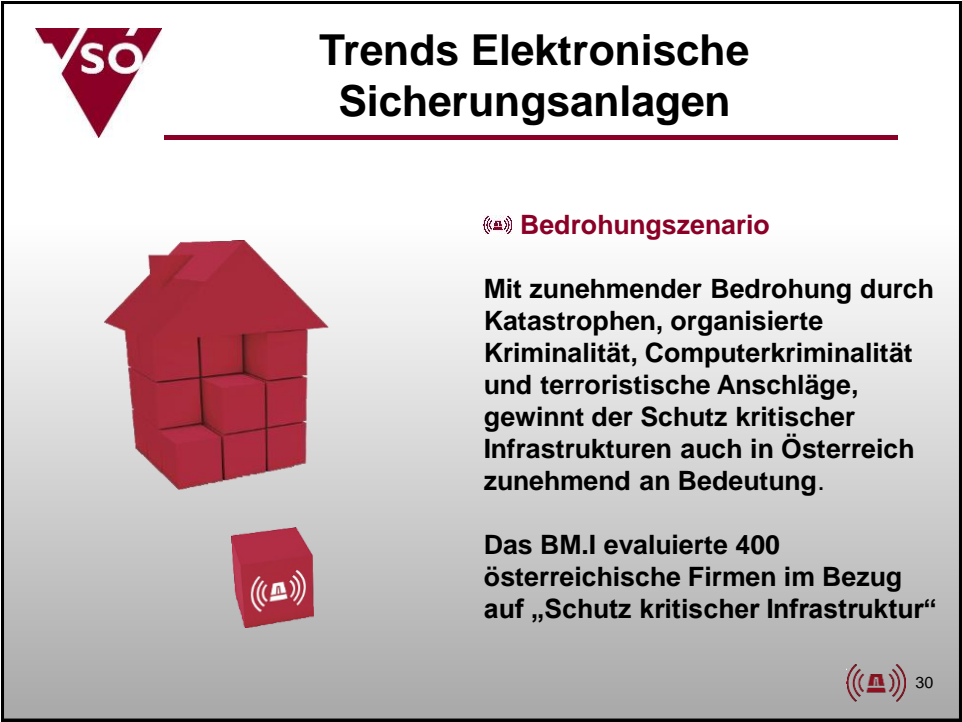 VSÖ
Trends Elektronische
Sicherungsanlagen
Bedrohungszenario
Mit zunehmender Bedrohung durch
Katastrophen, organisierte
Kriminalität, Computerkriminalität
und terroristische Anschläge,
gewinnt der Schutz kritischer
Infrastrukturen auch in Österreich
zunehmend an Bedeutung.
Das BM.I evaluierte 400
österreichische Firmen im Bezug
auf „Schutz kritischer Infrastruktur“
30